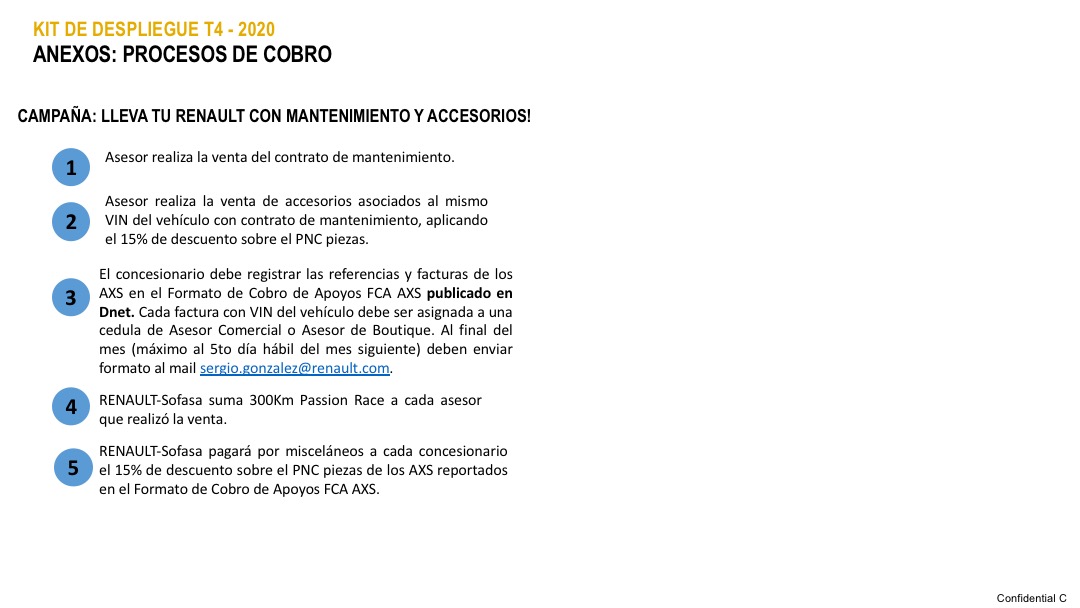 KIT DE DESPLIEGUE T4 - 2020
ANEXOS: PROCESOS DE COBRO
CAMPAÑA: LLEVA TU RENAULT CON MANTENIMIENTO Y ACCESORIOS!
1
Asesor realiza la venta del contrato de mantenimiento.
2
Asesor realiza la venta de accesorios asociados al mismo
VIN del vehículo con contrato de mantenimiento, aplicando
el 15% de descuento sobre el PNC piezas.
3
El concesionario debe registrar las referencias y facturas de los
AXS en el Formato de Cobro de Apoyos FCA AXS publicado en
Dnet. Cada factura con VIN del vehículo debe ser asignada a una
cedula de Asesor Comercial o Asesor de Boutique. Al final del
mes (máximo al 5to día hábil del mes siguiente) deben enviar
formato al mail sergio.gonzalez@renault.com.
4
RENAULT-Sofasa suma 300Km Passion Race a cada asesor
que realizó la venta.
5
RENAULT-Sofasa pagará por misceláneos a cada concesionario
el 15% de descuento sobre el PNC piezas de los AXS reportados
en el Formato de Cobro de Apoyos FCA AXS.
Confidential C